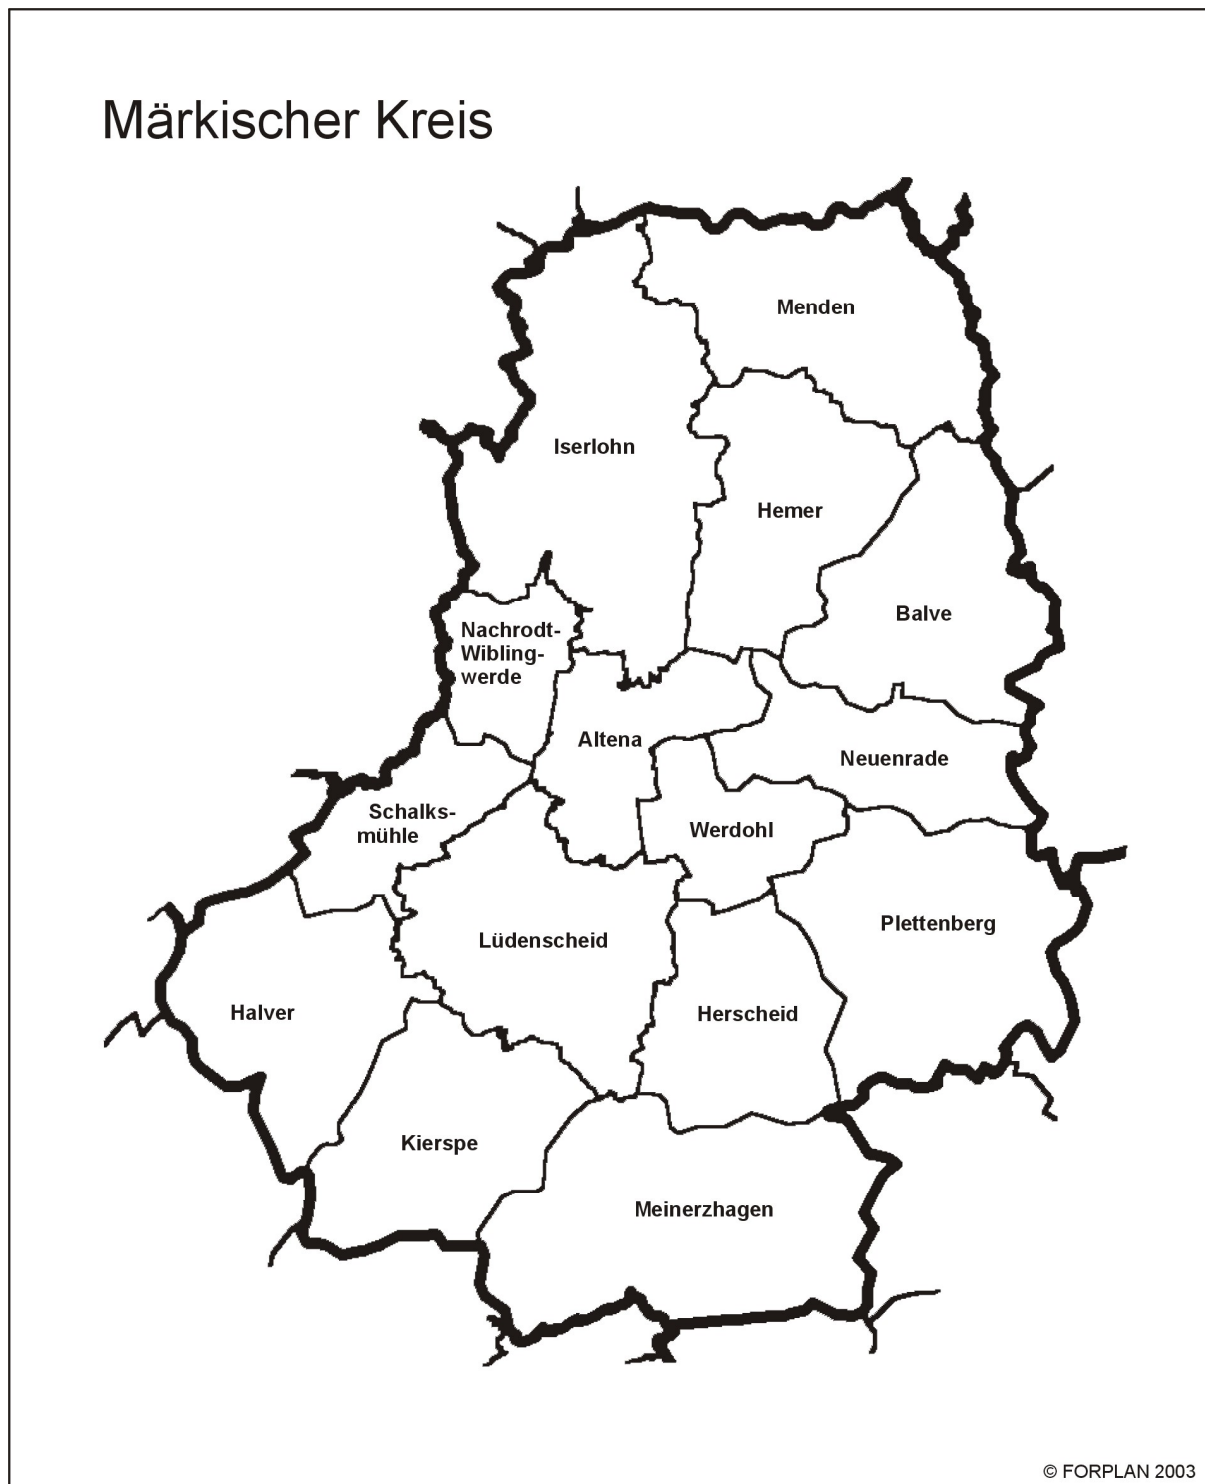 Märkischer Kreis
Menden
Iserlohn
Hemer
Balve
Nachrodt-
Wibling-
werde
Altena
Neuenrade
Schalks-
mühle
Werdohl
Plettenberg
Lüdenscheid
Halver
Herscheid
Kierspe
Meinerzhagen
© FORPLAN 2003